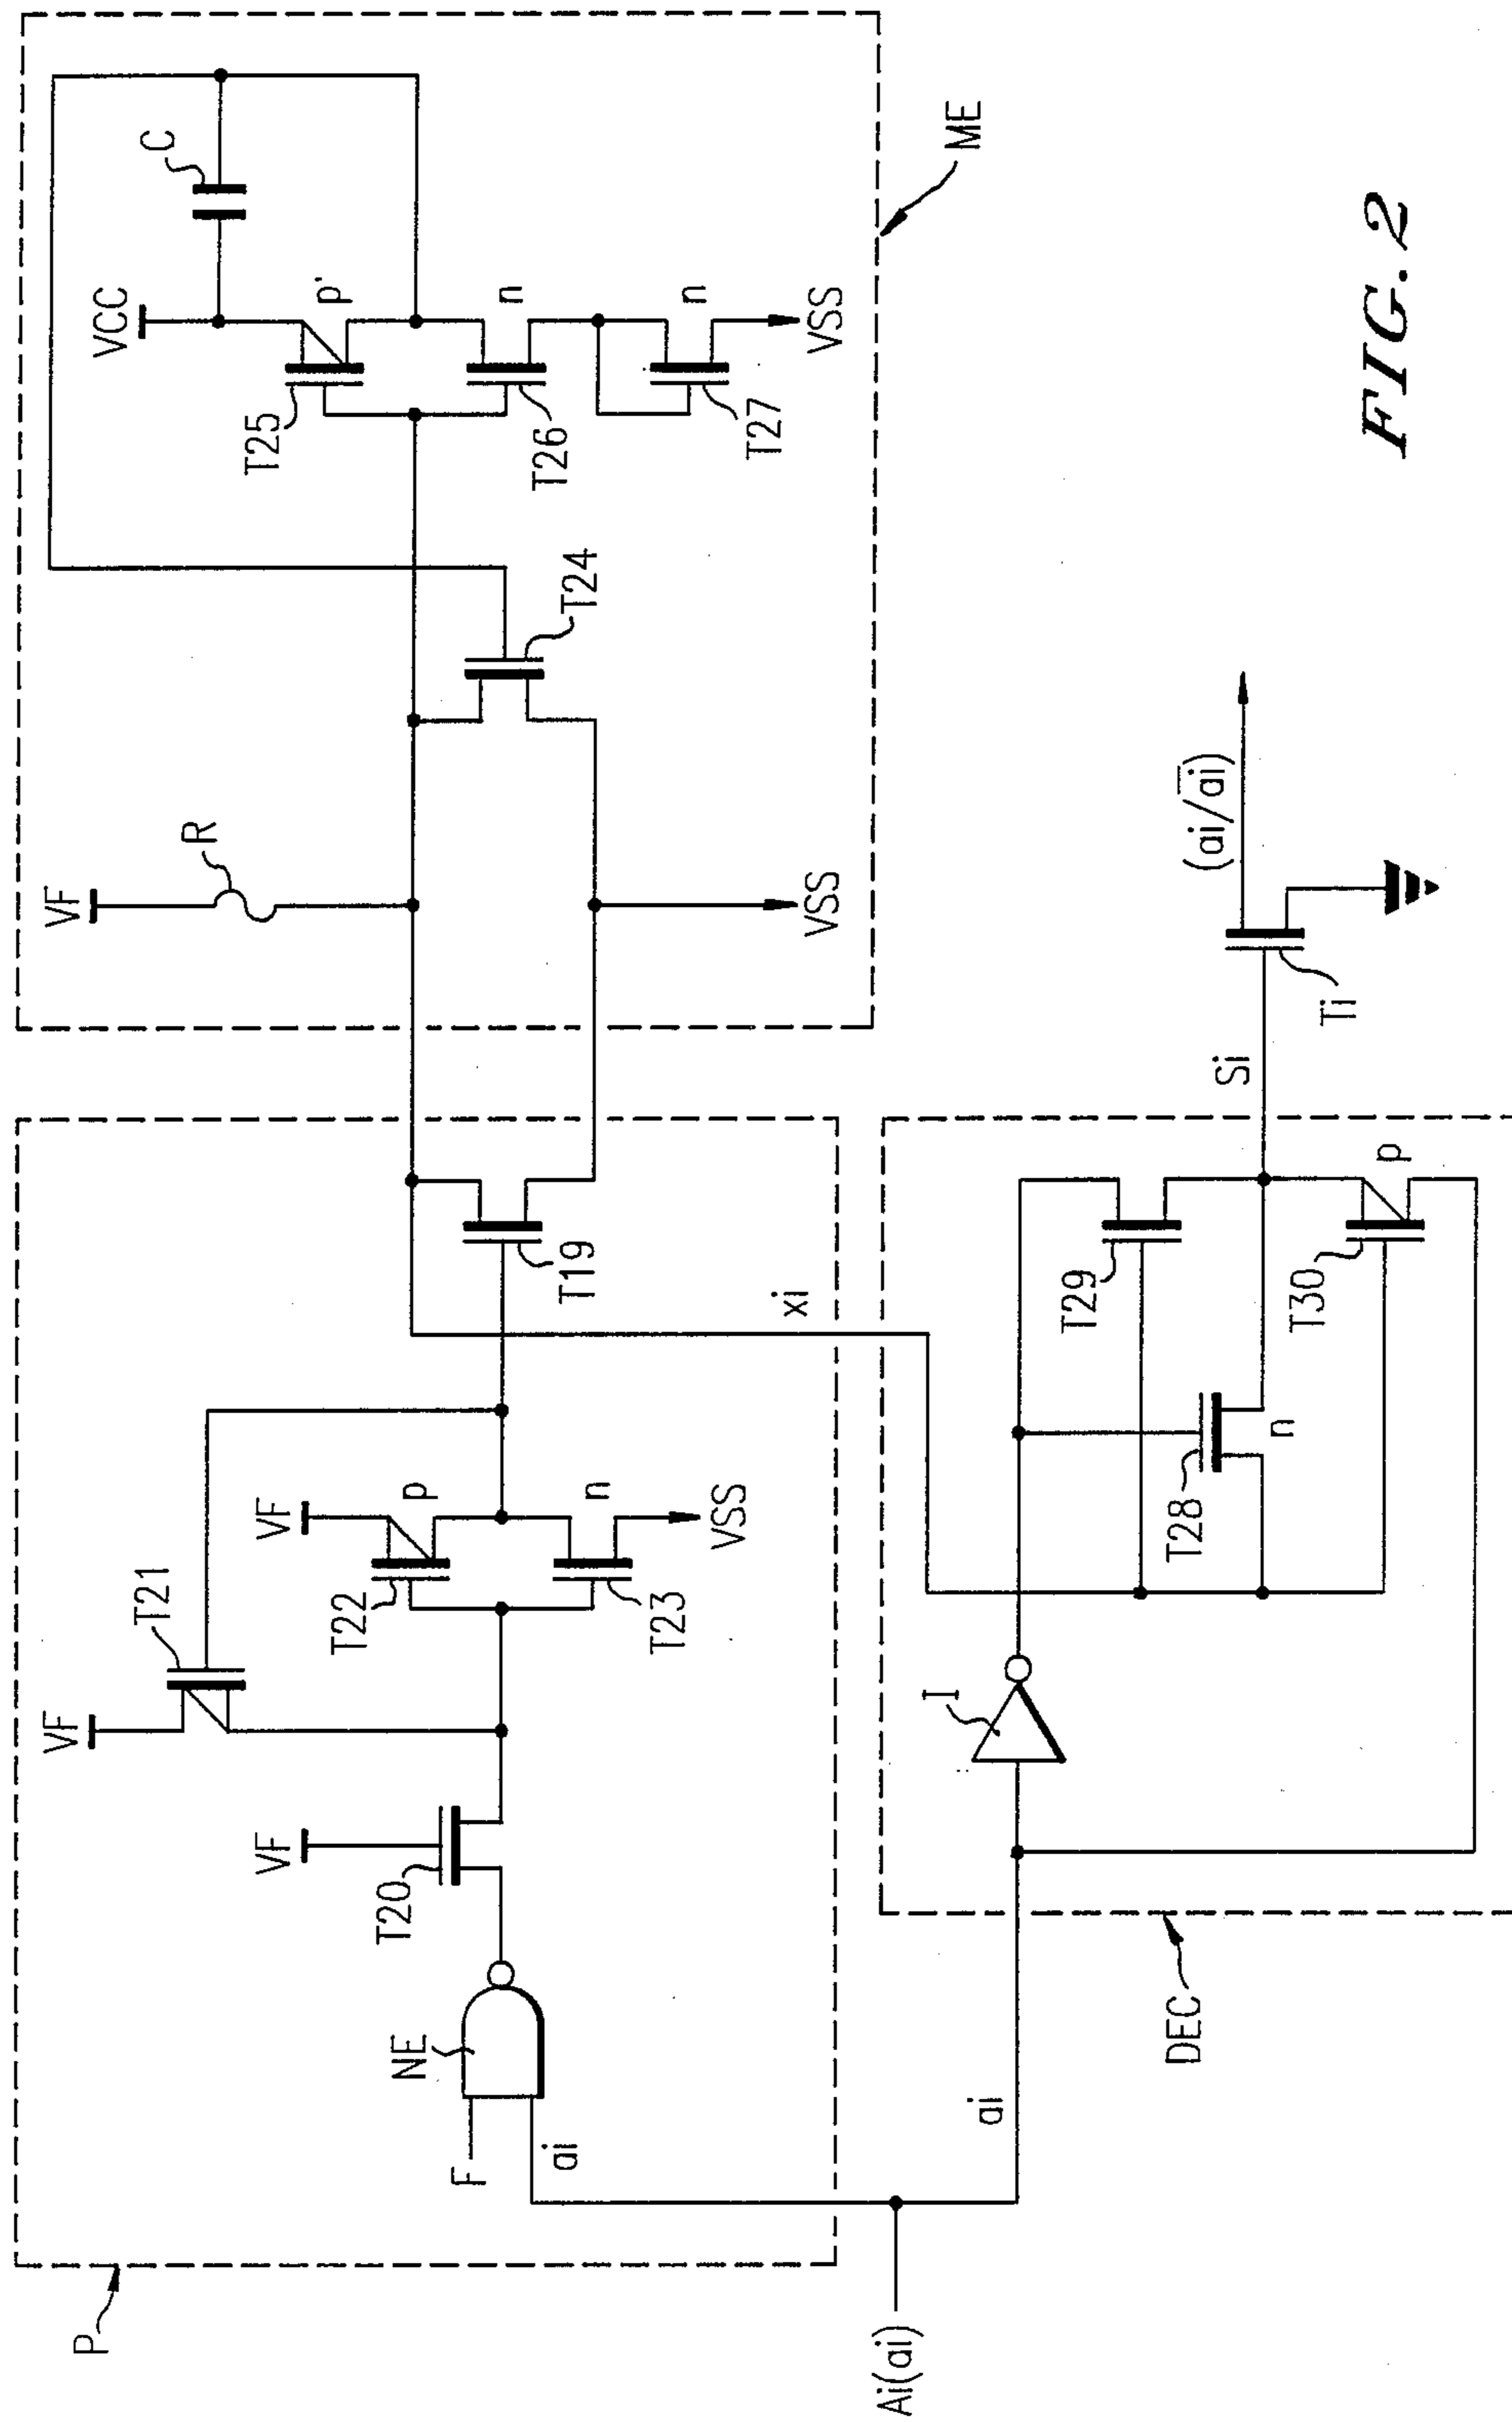 VCC
C
p'
T25
n
T26
n
T27
VSS
ME
T24
VF
R
VSS
(ai/ai)
Ti
Si
FIG. 2
T19
xi
T29
p
T30
T28
n
I
VF
T21
VF
p
T22
n
T23
VSS
VF
T20
NE
F
ai
ai
DEC
P
Ai(ai)